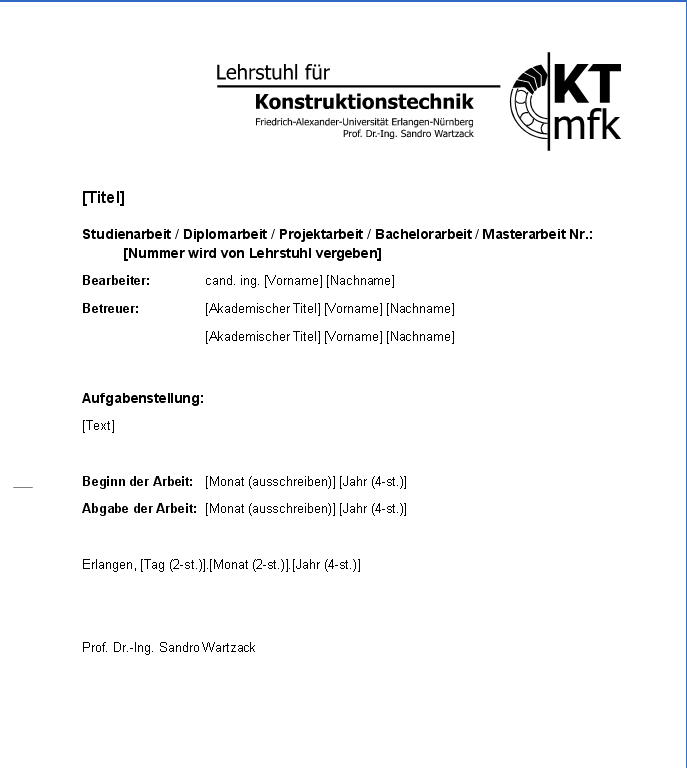 Lehrstuhl für
Konstruktionstechnik
Friedrich-Alexander-Universität Erlangen-Nürnberg
Prof. Dr.-Ing. Sandro Wartzack
KT
mfk
[Titel]
Studienarbeit / Diplomarbeit / Projektarbeit / Bachelorarbeit / Masterarbeit Nr.:
[Nummer wird von Lehrstuhl vergeben]
Bearbeiter: cand. ing. [Vorname] [Nachname]
Betreuer: [Akademischer Titel] [Vorname] [Nachname]
[Akademischer Titel] [Vorname] [Nachname]
Aufgabenstellung:
[Text]
Beginn der Arbeit: [Monat (ausschreiben)] [Jahr (4-st.)]
Abgabe der Arbeit: [Monat (ausschreiben)] [Jahr (4-st.)]
Erlangen, [Tag (2-st.)].[Monat (2-st.)].[Jahr (4-st.)]
Prof. Dr.-Ing. Sandro Wartzack